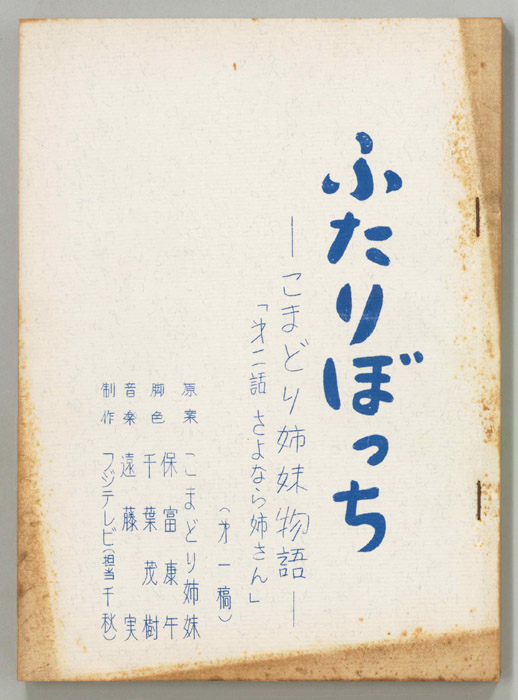 ふたりぼっち
―こまどり姉妹物語―
「㐧二話 さよなら姉さん」
(㐧一稿)
原案 こまどり姉妹
保富康午
脚色 千葉茂樹
音楽 遠藤実
制作 フジテレビ(担当千秋)